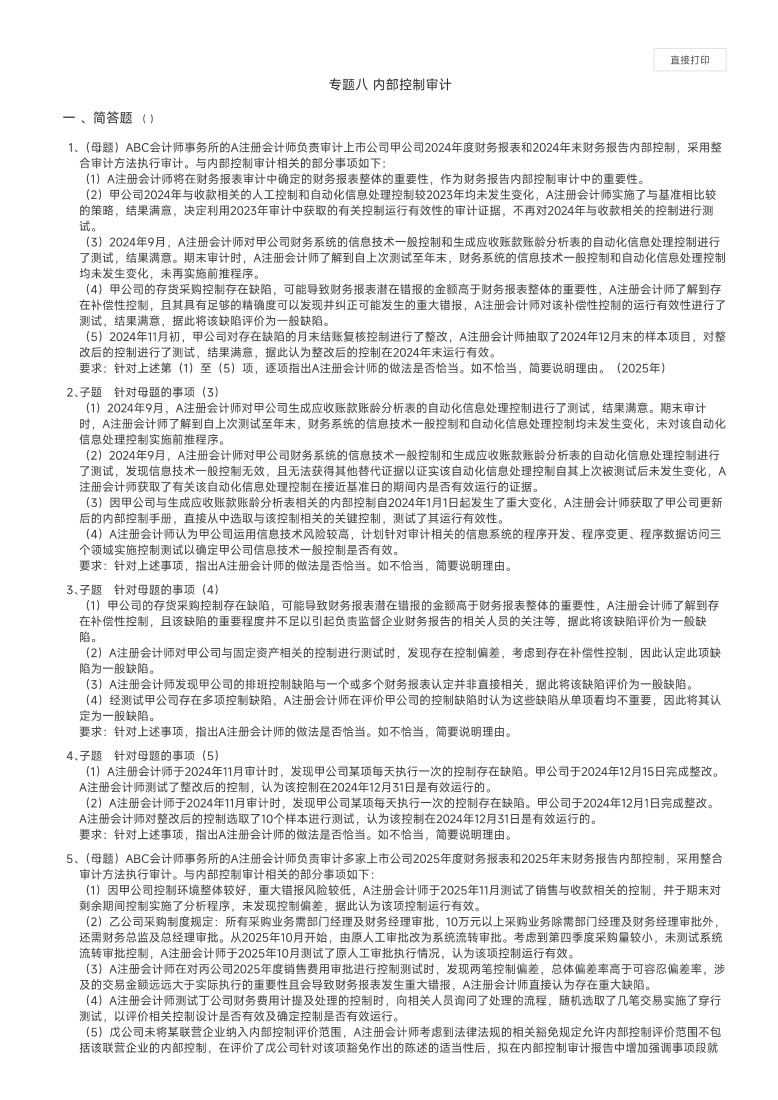 直接打印
专题八 内部控制审计
一 、简答题 （ ）
1、（母题）ABC会计师事务所的A注册会计师负责审计上市公司甲公司2024年度财务报表和2024年末财务报告内部控制，采用整
合审计方法执行审计。与内部控制审计相关的部分事项如下：
（1）A注册会计师将在财务报表审计中确定的财务报表整体的重要性，作为财务报告内部控制审计中的重要性。
（2）甲公司2024年与收款相关的人工控制和自动化信息处理控制较2023年均未发生变化，A注册会计师实施了与基准相比较
的策略，结果满意，决定利用2023年审计中获取的有关控制运行有效性的审计证据，不再对2024年与收款相关的控制进行测
试。
（3）2024年9月，A注册会计师对甲公司财务系统的信息技术一般控制和生成应收账款账龄分析表的自动化信息处理控制进行
了测试，结果满意。期末审计时，A注册会计师了解到自上次测试至年末，财务系统的信息技术一般控制和自动化信息处理控制
均未发生变化，未再实施前推程序。
（4）甲公司的存货采购控制存在缺陷，可能导致财务报表潜在错报的金额高于财务报表整体的重要性，A注册会计师了解到存
在补偿性控制，且其具有足够的精确度可以发现并纠正可能发生的重大错报，A注册会计师对该补偿性控制的运行有效性进行了
测试，结果满意，据此将该缺陷评价为一般缺陷。
（5）2024年11月初，甲公司对存在缺陷的月末结账复核控制进行了整改，A注册会计师抽取了2024年12月末的样本项目，对整
改后的控制进行了测试，结果满意，据此认为整改后的控制在2024年末运行有效。
要求：针对上述第（1）至（5）项，逐项指出A注册会计师的做法是否恰当。如不恰当，简要说明理由。（2025年）
2、子题 针对母题的事项（3）
（1）2024年9月，A注册会计师对甲公司生成应收账款账龄分析表的自动化信息处理控制进行了测试，结果满意。期末审计
时，A注册会计师了解到自上次测试至年末，财务系统的信息技术一般控制和自动化信息处理控制均未发生变化，未对该自动化
信息处理控制实施前推程序。
（2）2024年9月，A注册会计师对甲公司财务系统的信息技术一般控制和生成应收账款账龄分析表的自动化信息处理控制进行
了测试，发现信息技术一般控制无效，且无法获得其他替代证据以证实该自动化信息处理控制自其上次被测试后未发生变化，A
注册会计师获取了有关该自动化信息处理控制在接近基准日的期间内是否有效运行的证据。
（3）因甲公司与生成应收账款账龄分析表相关的内部控制自2024年1月1日起发生了重大变化，A注册会计师获取了甲公司更新
后的内部控制手册，直接从中选取与该控制相关的关键控制，测试了其运行有效性。
（4）A注册会计师认为甲公司运用信息技术风险较高，计划针对审计相关的信息系统的程序开发、程序变更、程序数据访问三
个领域实施控制测试以确定甲公司信息技术一般控制是否有效。
要求：针对上述事项，指出A注册会计师的做法是否恰当。如不恰当，简要说明理由。
3、子题 针对母题的事项（4）
（1）甲公司的存货采购控制存在缺陷，可能导致财务报表潜在错报的金额高于财务报表整体的重要性，A注册会计师了解到存
在补偿性控制，且该缺陷的重要程度并不足以引起负责监督企业财务报告的相关人员的关注等，据此将该缺陷评价为一般缺
陷。
（2）A注册会计师对甲公司与固定资产相关的控制进行测试时，发现存在控制偏差，考虑到存在补偿性控制，因此认定此项缺
陷为一般缺陷。
（3）A注册会计师发现甲公司的排班控制缺陷与一个或多个财务报表认定并非直接相关，据此将该缺陷评价为一般缺陷。
（4）经测试甲公司存在多项控制缺陷，A注册会计师在评价甲公司的控制缺陷时认为这些缺陷从单项看均不重要，因此将其认
定为一般缺陷。
要求：针对上述事项，指出A注册会计师的做法是否恰当。如不恰当，简要说明理由。
4、子题 针对母题的事项（5）
（1）A注册会计师于2024年11月审计时，发现甲公司某项每天执行一次的控制存在缺陷。甲公司于2024年12月15日完成整改。
A注册会计师测试了整改后的控制，认为该控制在2024年12月31日是有效运行的。
（2）A注册会计师于2024年11月审计时，发现甲公司某项每天执行一次的控制存在缺陷。甲公司于2024年12月1日完成整改。
A注册会计师对整改后的控制选取了10个样本进行测试，认为该控制在2024年12月31日是有效运行的。
要求：针对上述事项，指出A注册会计师的做法是否恰当。如不恰当，简要说明理由。
5、（母题）ABC会计师事务所的A注册会计师负责审计多家上市公司2025年度财务报表和2025年末财务报告内部控制，采用整合
审计方法执行审计。与内部控制审计相关的部分事项如下：
（1）因甲公司控制环境整体较好，重大错报风险较低，A注册会计师于2025年11月测试了销售与收款相关的控制，并于期末对
剩余期间控制实施了分析程序，未发现控制偏差，据此认为该项控制运行有效。
（2）乙公司采购制度规定：所有采购业务需部门经理及财务经理审批，10万元以上采购业务除需部门经理及财务经理审批外，
还需财务总监及总经理审批。从2025年10月开始，由原人工审批改为系统流转审批。考虑到第四季度采购量较小，未测试系统
流转审批控制，A注册会计师于2025年10月测试了原人工审批执行情况，认为该项控制运行有效。
（3）A注册会计师在对丙公司2025年度销售费用审批进行控制测试时，发现两笔控制偏差，总体偏差率高于可容忍偏差率，涉
及的交易金额远远大于实际执行的重要性且会导致财务报表发生重大错报，A注册会计师直接认为存在重大缺陷。
（4）A注册会计师测试丁公司财务费用计提及处理的控制时，向相关人员询问了处理的流程，随机选取了几笔交易实施了穿行
测试，以评价相关控制设计是否有效及确定控制是否有效运行。
（5）戊公司未将某联营企业纳入内部控制评价范围，A注册会计师考虑到法律法规的相关豁免规定允许内部控制评价范围不包
括该联营企业的内部控制，在评价了戊公司针对该项豁免作出的陈述的适当性后，拟在内部控制审计报告中增加强调事项段就